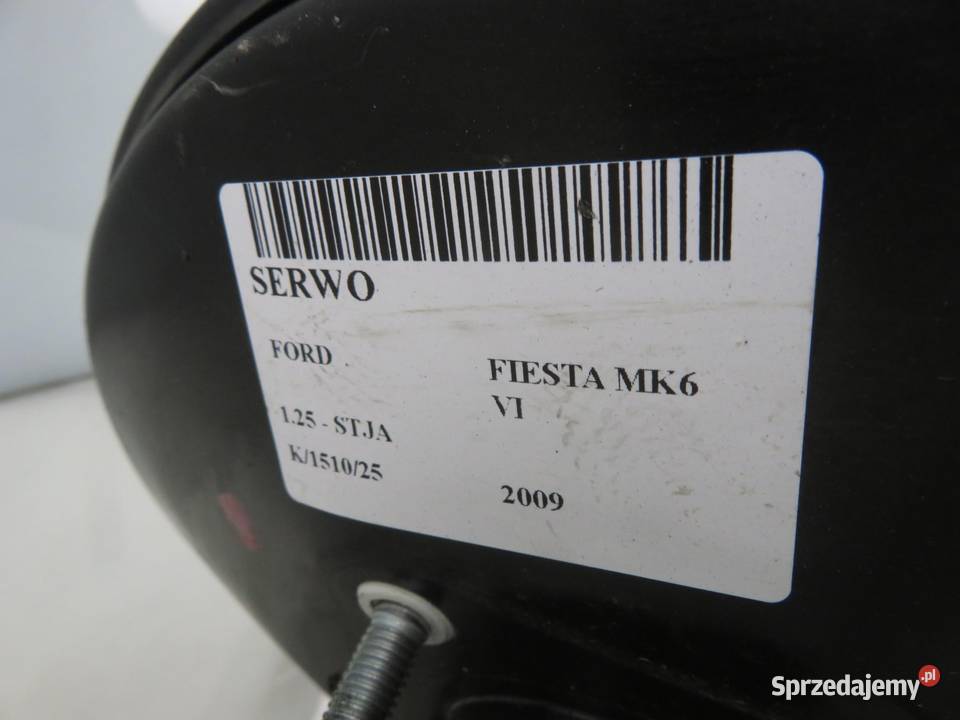 SERWO
FORD
FIESTA MK6
VI
1.25 - STJA
K/1510/25
2009
Sprzedajemy.pl